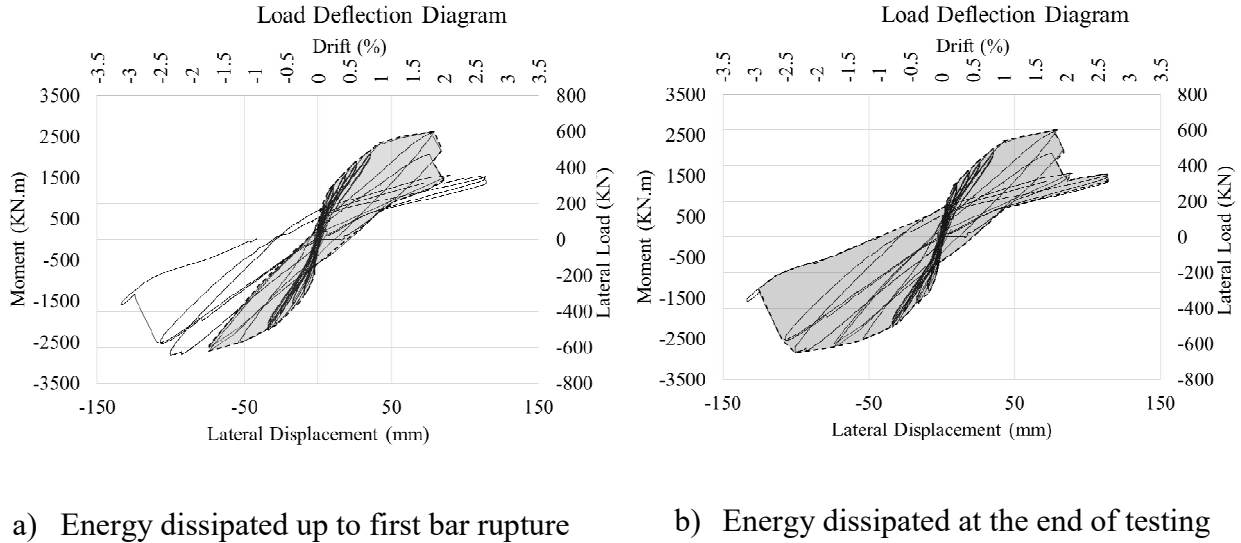 Load Deflection Diagram
Drift (%)
-3.5 -3 -2.5 -2 -1.5 -1 -0.5 0 0.5 1 1.5 2 2.5 3 3.5
Moment (KN.m)
3500 2500 1500 500 -500 -1500 -2500 -3500
800 600 400 200 0 -200 -400 -600 -800
Lateral Load (KN)
-150 -50 50 150
Lateral Displacement (mm)
a) Energy dissipated up to first bar rupture
Load Deflection Diagram
Drift (%)
-3.5 -3 -2.5 -2 -1.5 -1 -0.5 0 0.5 1 1.5 2 2.5 3 3.5
Moment (KN.m)
3500 2500 1500 500 -500 -1500 -2500 -3500
800 600 400 200 0 -200 -400 -600 -800
Lateral Load (KN)
-150 -50 50 150
Lateral Displacement (mm)
b) Energy dissipated at the end of testing